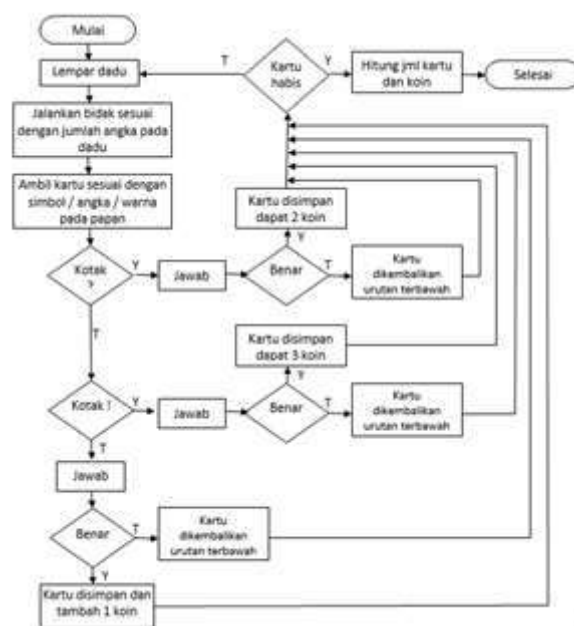 Mulai
Lempar dadu
Jalankan bidak sesuai
dengan jumlah angka pada
dadu
Ambil kartu sesuai dengan
simbol / angka / warna
pada papan
Kotak
?
Y
T
Jawab
Benar
Y
T
Kartu disimpan
dapat 2 koin
Kartu
dikembalikan
urutan terbawah
Kartu
habis
T
Y
Hitung jml kartu
dan koin
Selesai
Kotak !
Y
T
Jawab
Benar
Y
T
Kartu disimpan
dapat 3 koin
Kartu
dikembalikan
urutan terbawah
Jawab
Benar
T
Y
Kartu
dikembalikan
urutan terbawah
Kartu disimpan dan
tambah 1 koin